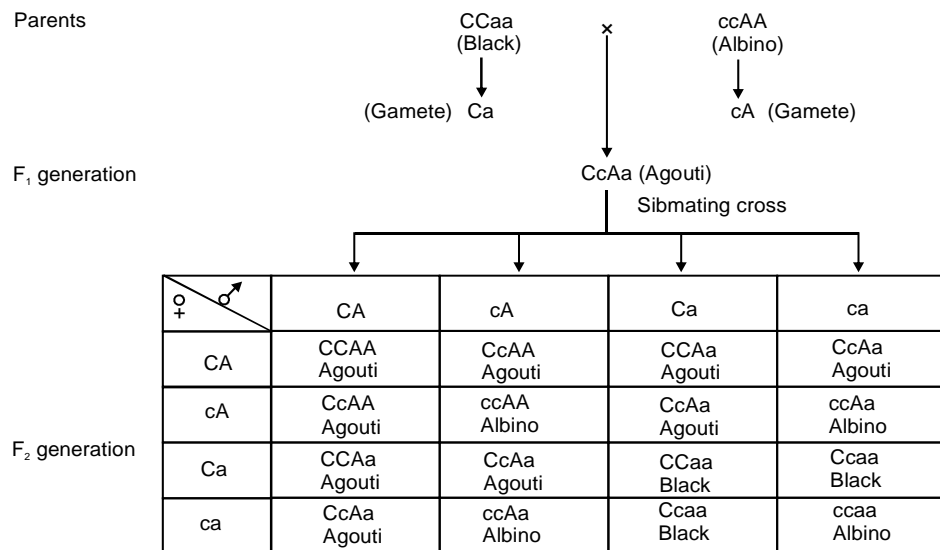 Parents
CCaa × ccAA
(Black) (Albino)
(Gamete) Ca cA (Gamete)
F₁ generation CcAa (Agouti)
Sibmating cross
♀ ♂ CA cA Ca ca
CA CCAA CcAA CCAa CcAa
Agouti Agouti Agouti Agouti
cA CcAA ccAA CcAa ccAa
Agouti Albino Agouti Albino
F₂ generation
Ca CCAa CcAa CCaa Ccaa
Agouti Agouti Black Black
ca CcAa ccAa Ccaa ccaa
Agouti Albino Black Albino